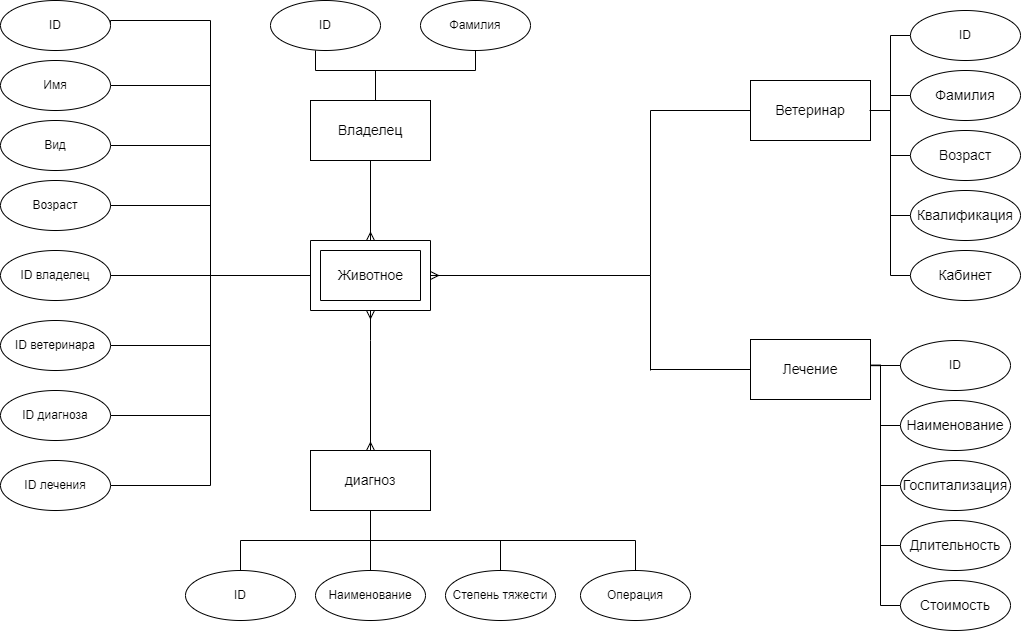 ID
Имя
Вид
Возраст
ID владелец
ID ветеринара
ID диагноза
ID лечения
ID
Фамилия
Владелец
Животное
диагноз
ID
Наименование
Степень тяжести
Операция
Ветеринар
ID
Фамилия
Возраст
Квалификация
Кабинет
Лечение
ID
Наименование
Госпитализация
Длительность
Стоимость